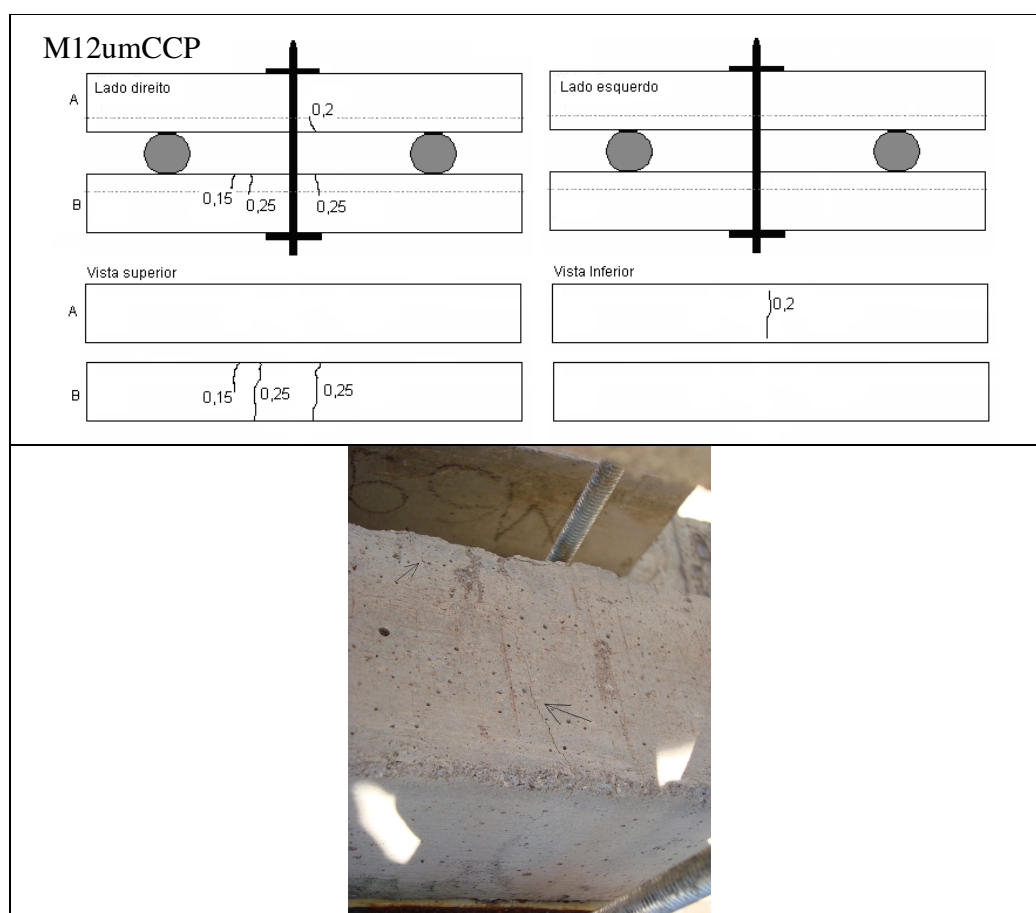 M12umCCP
Lado direito
Lado esquerdo
A
0,2
B
0,15
0,25
0,25
Vista superior
Vista Inferior
A
0,2
B
0,15
0,25
0,25